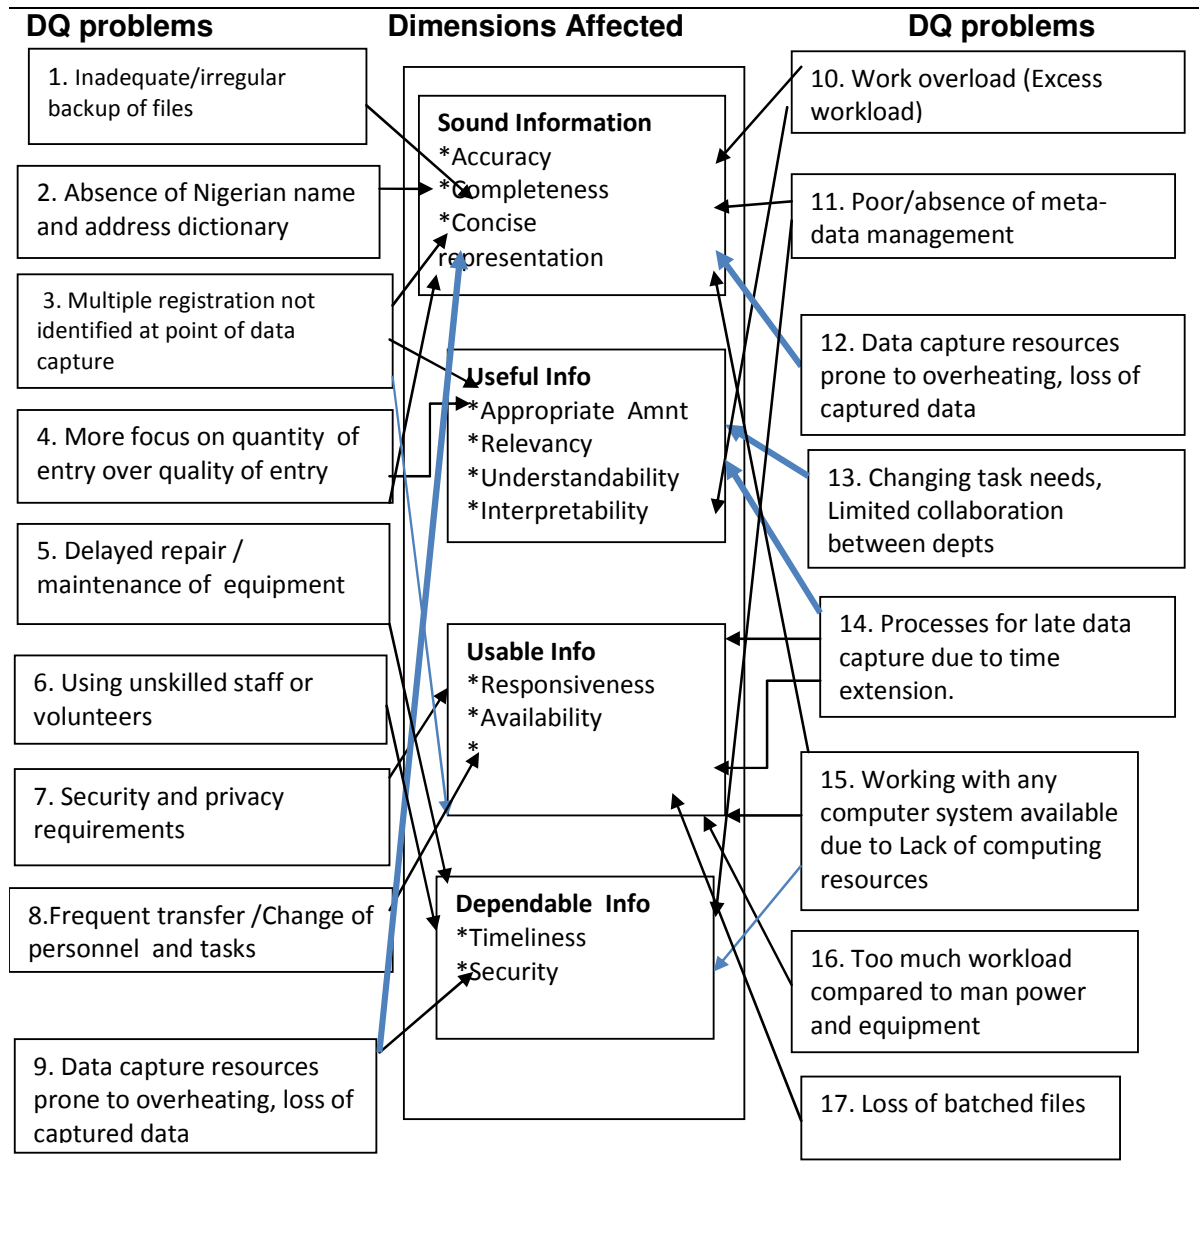 DQ problems
Dimensions Affected
DQ problems
1. Inadequate/irregular
backup of files
2. Absence of Nigerian name
and address dictionary
3. Multiple registration not
identified at point of data
capture
4. More focus on quantity of
entry over quality of entry
5. Delayed repair /
maintenance of equipment
6. Using unskilled staff or
volunteers
7. Security and privacy
requirements
8.Frequent transfer /Change of
personnel and tasks
9. Data capture resources
prone to overheating, loss of
captured data
Sound Information
*Accuracy
*Completeness
*Concise
representation
Useful Info
*Appropriate Amnt
*Relevancy
*Understandability
*Interpretability
Usable Info
*Responsiveness
*Availability
*
Dependable Info
*Timeliness
*Security
10. Work overload (Excess
workload)
11. Poor/absence of meta-
data management
12. Data capture resources
prone to overheating, loss of
captured data
13. Changing task needs,
Limited collaboration
between depts
14. Processes for late data
capture due to time
extension.
15. Working with any
computer system available
due to Lack of computing
resources
16. Too much workload
compared to man power
and equipment
17. Loss of batched files